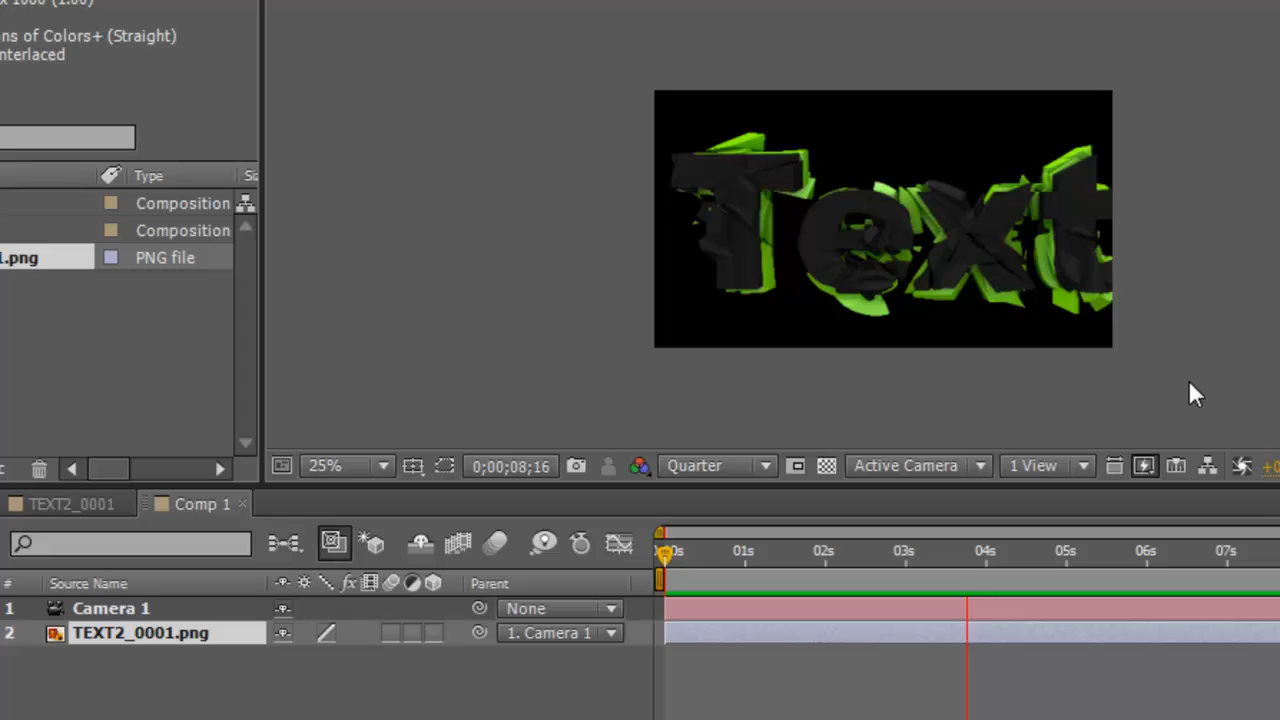 ns of Colors+ (Straight)
nterlaced
Type
Composition
Composition
.png
PNG file
Text
25%
0;00;08;16
Quarter
Active Camera
1 View
TEXT2_0001
Comp 1 ×
01s
02s
03s
04s
05s
06s
07s
#
Source Name
fx
Parent
1
Camera 1
None
2
TEXT2_0001.png
1. Camera 1